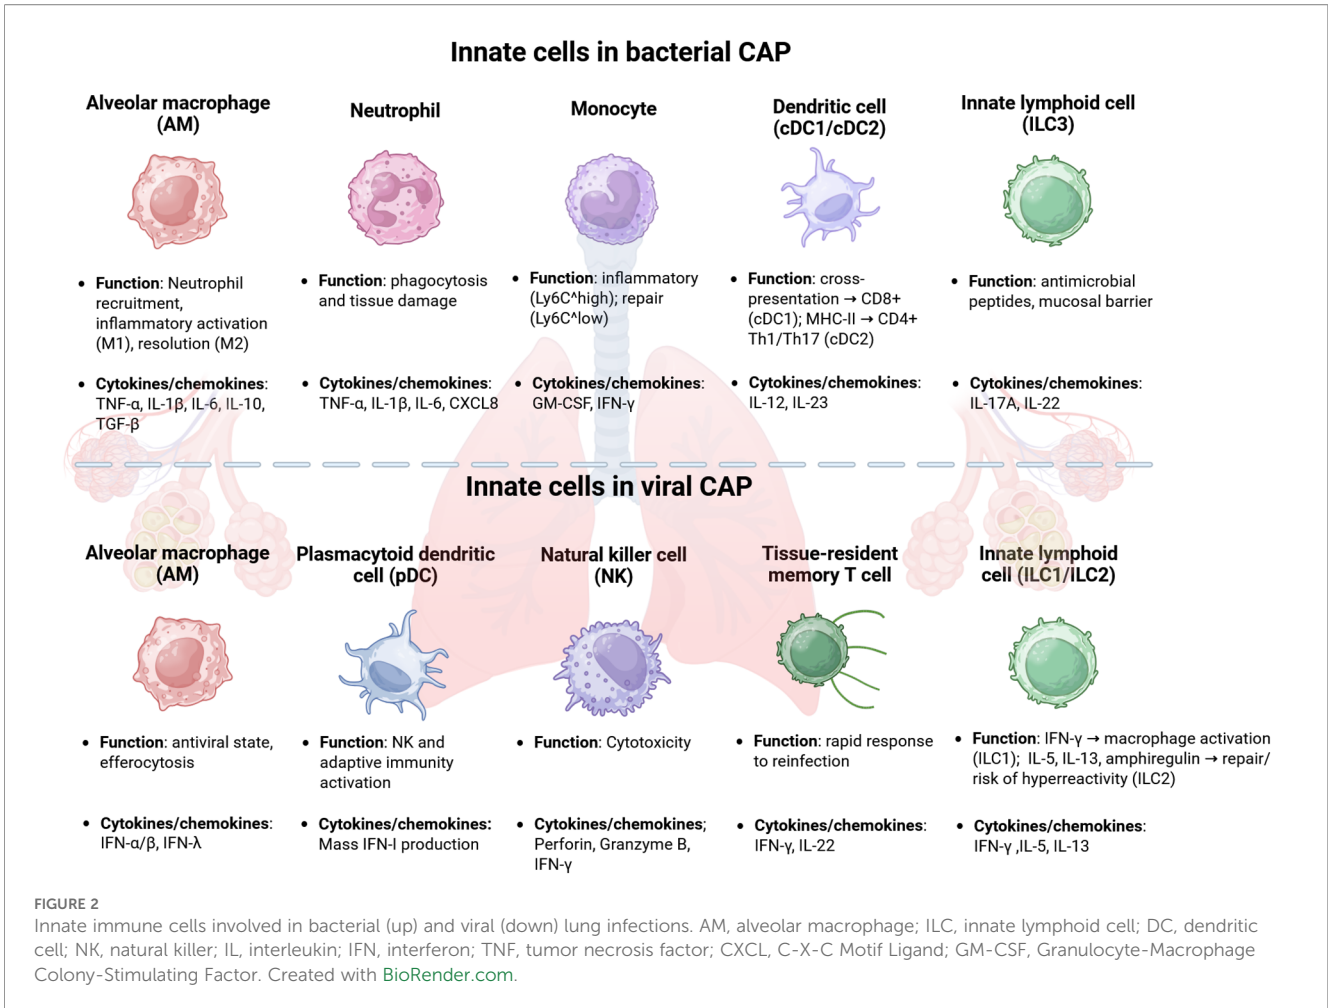 Innate cells in bacterial CAP
Alveolar macrophage
(AM)
Neutrophil
Monocyte
Dendritic cell
(cDC1/cDC2)
Innate lymphoid cell
(ILC3)
• Function: Neutrophil
recruitment,
inflammatory activation
(M1), resolution (M2)
• Cytokines/chemokines:
TNF-α, IL-1β, IL-6, IL-10,
TGF-β
• Function: phagocytosis
and tissue damage
• Cytokines/chemokines:
TNF-α, IL-1β, IL-6, CXCL8
• Function: inflammatory
(Ly6C^high); repair
(Ly6C^low)
• Cytokines/chemokines:
GM-CSF, IFN-γ
• Function: cross-
presentation → CD8+
(cDC1); MHC-II → CD4+
Th1/Th17 (cDC2)
• Cytokines/chemokines:
IL-12, IL-23
• Function: antimicrobial
peptides, mucosal barrier
• Cytokines/chemokines:
IL-17A, IL-22
Innate cells in viral CAP
Alveolar macrophage
(AM)
Plasmacytoid dendritic
cell (pDC)
Natural killer cell
(NK)
Tissue-resident
memory T cell
Innate lymphoid
cell (ILC1/ILC2)
• Function: antiviral state,
efferocytosis
• Cytokines/chemokines:
IFN-α/β, IFN-λ
• Function: NK and
adaptive immunity
activation
• Cytokines/chemokines:
Mass IFN-I production
• Function: Cytotoxicity
• Cytokines/chemokines;
Perforin, Granzyme B,
IFN-γ
• Function: rapid response
to reinfection
• Cytokines/chemokines:
IFN-γ, IL-22
• Function: IFN-γ → macrophage activation
(ILC1); IL-5, IL-13, amphiregulin → repair/
risk of hyperreactivity (ILC2)
• Cytokines/chemokines:
IFN-γ ,IL-5, IL-13
FIGURE 2
Innate immune cells involved in bacterial (up) and viral (down) lung infections. AM, alveolar macrophage; ILC, innate lymphoid cell; DC, dendritic
cell; NK, natural killer; IL, interleukin; IFN, interferon; TNF, tumor necrosis factor; CXCL, C-X-C Motif Ligand; GM-CSF, Granulocyte-Macrophage
Colony-Stimulating Factor. Created with BioRender.com.